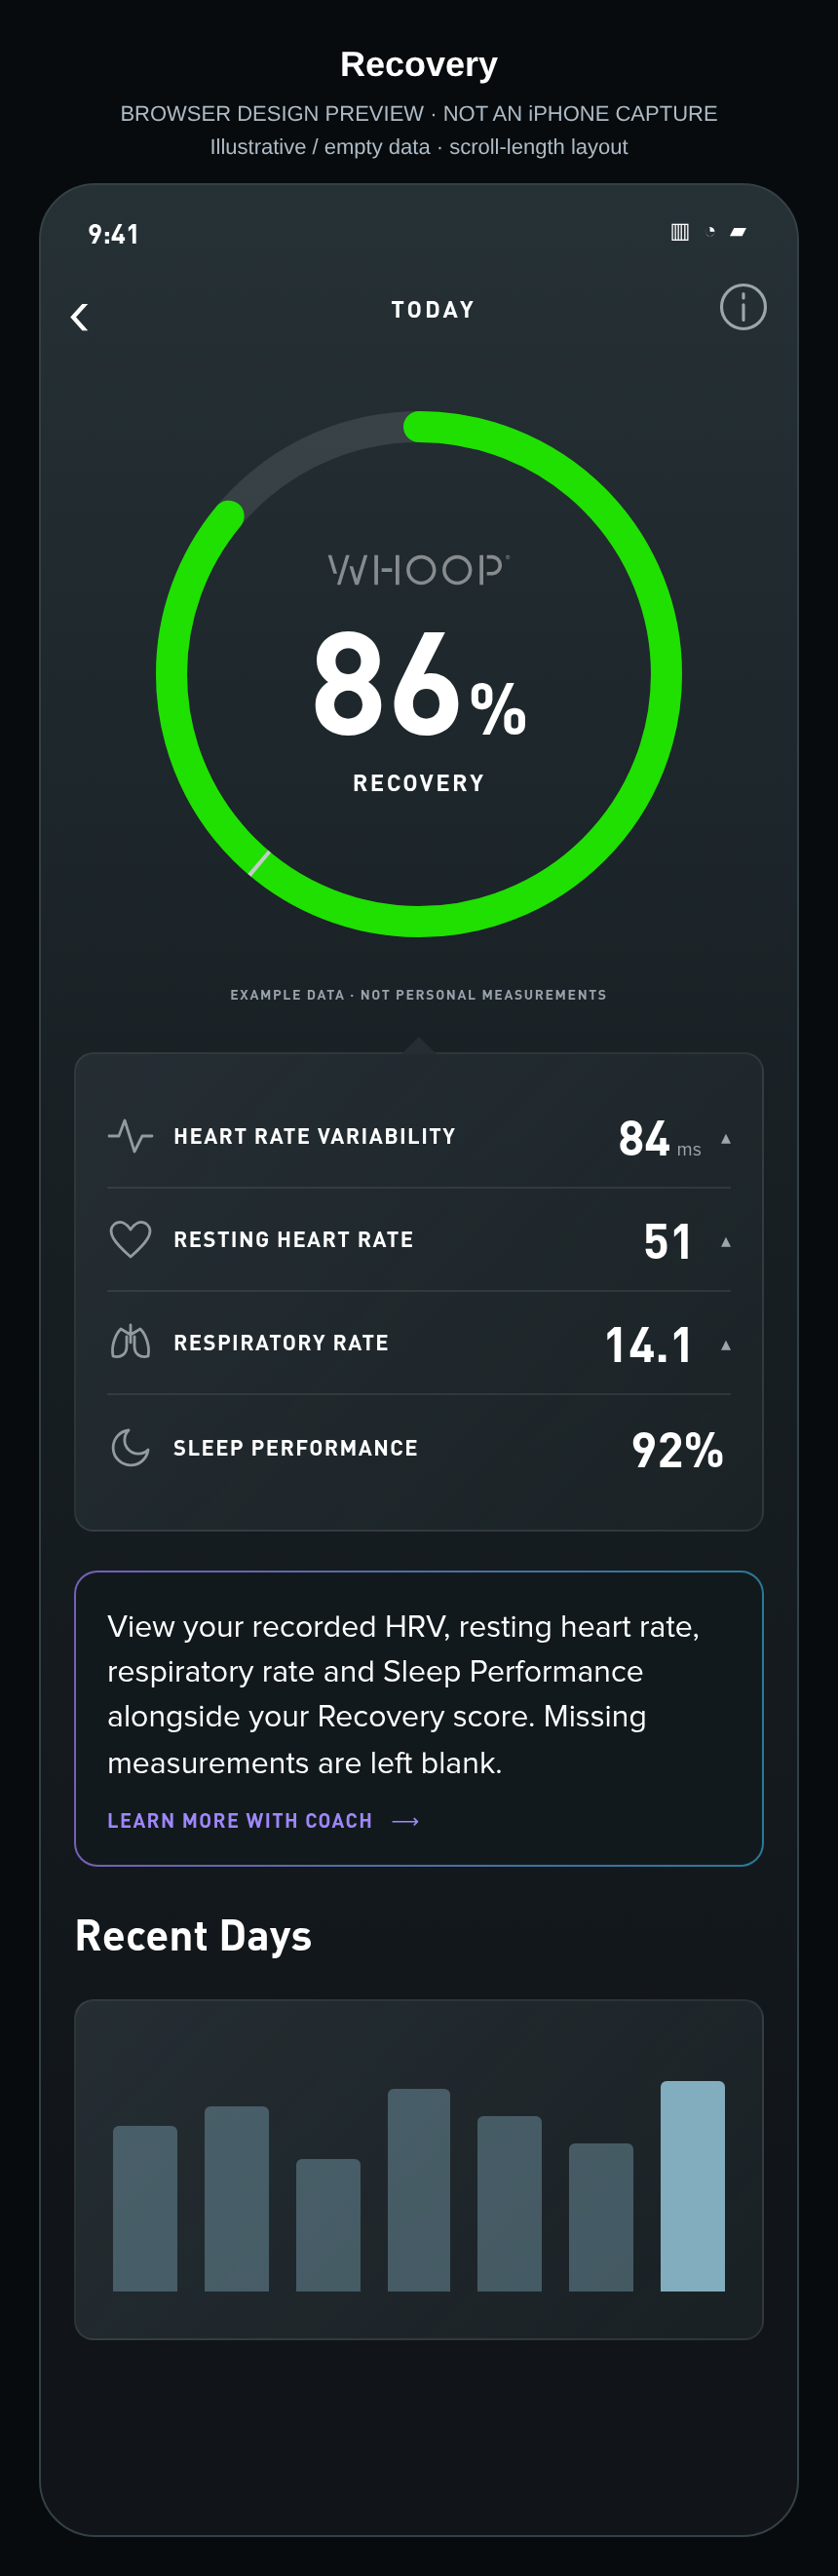 Recovery
BROWSER DESIGN PREVIEW · NOT AN iPHONE CAPTURE
Illustrative / empty data · scroll-length layout
9:41
TODAY
WHOOP
86%
RECOVERY
EXAMPLE DATA · NOT PERSONAL MEASUREMENTS
HEART RATE VARIABILITY 84 ms ▲
RESTING HEART RATE 51 ▲
RESPIRATORY RATE 14.1 ▲
SLEEP PERFORMANCE 92%
View your recorded HRV, resting heart rate,
respiratory rate and Sleep Performance
alongside your Recovery score. Missing
measurements are left blank.
LEARN MORE WITH COACH →
Recent Days